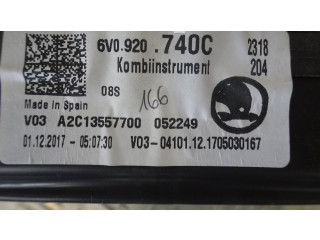 6V0.920 .740C 2318
Kombiinstrument 204
08S 166
Made in Spain
V03 A2C13557700 052249
01.12.2017 - 05:07:30 V03-04101.12.1705030167